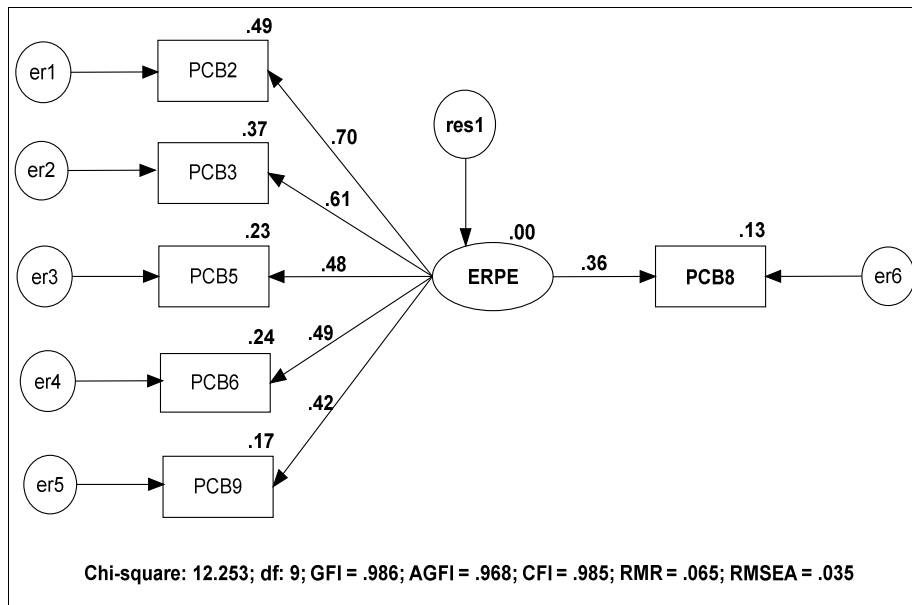 .49
er1
PCB2
.70
res1
.37
er2
PCB3
.61
.23
.00
.13
er3
PCB5
.48
ERPE
.36
PCB8
er6
.24
.49
er4
PCB6
.42
.17
er5
PCB9
Chi-square: 12.253; df: 9; GFI = .986; AGFI = .968; CFI = .985; RMR = .065; RMSEA = .035